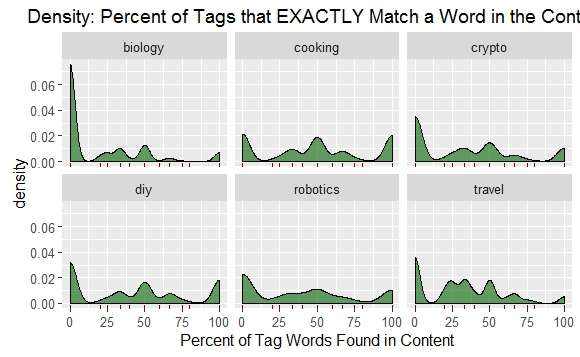 Density: Percent of Tags that EXACTLY Match a Word in the Cont
biology cooking crypto
0.06
0.04
0.02
0.00
density
diy robotics travel
0.06
0.04
0.02
0.00
0 25 50 75 100 0 25 50 75 100 0 25 50 75 100
Percent of Tag Words Found in Content